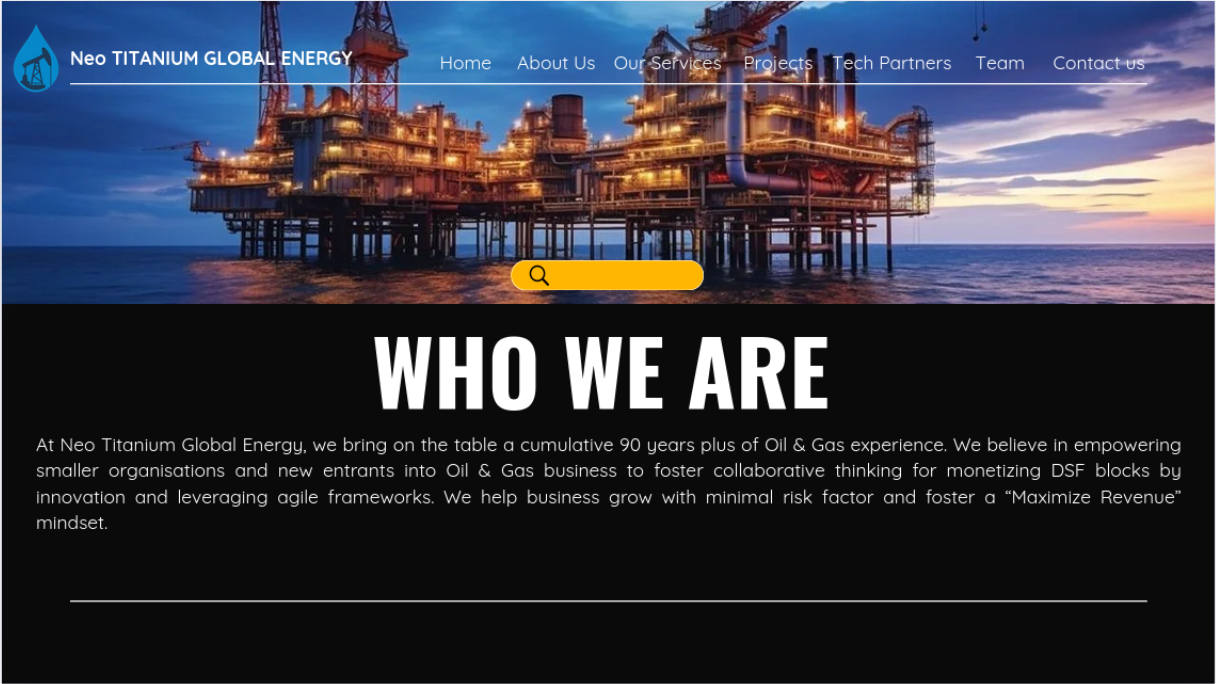 Neo TITANIUM GLOBAL ENERGY
Home About Us Our Services Projects Tech Partners Team Contact us
WHO WE ARE
At Neo Titanium Global Energy, we bring on the table a cumulative 90 years plus of Oil & Gas experience. We believe in empowering
smaller organisations and new entrants into Oil & Gas business to foster collaborative thinking for monetizing DSF blocks by
innovation and leveraging agile frameworks. We help business grow with minimal risk factor and foster a “Maximize Revenue”
mindset.